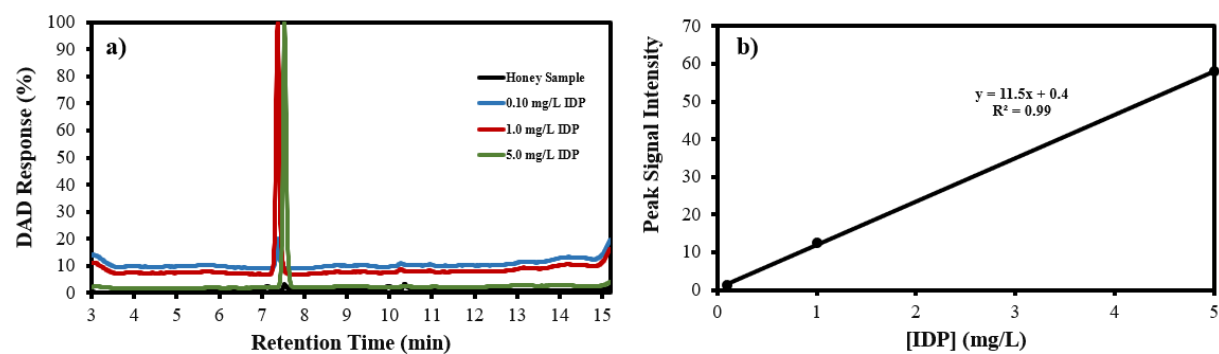 a)
100
90
80
70
60
50
40
30
20
10
0
DAD Response (%)
Honey Sample
0.10 mg/L IDP
1.0 mg/L IDP
5.0 mg/L IDP
3 4 5 6 7 8 9 10 11 12 13 14 15
Retention Time (min)
b)
70
60
50
40
30
20
10
0
Peak Signal Intensity
y = 11.5x + 0.4
R² = 0.99
0 1 2 3 4 5
[IDP] (mg/L)